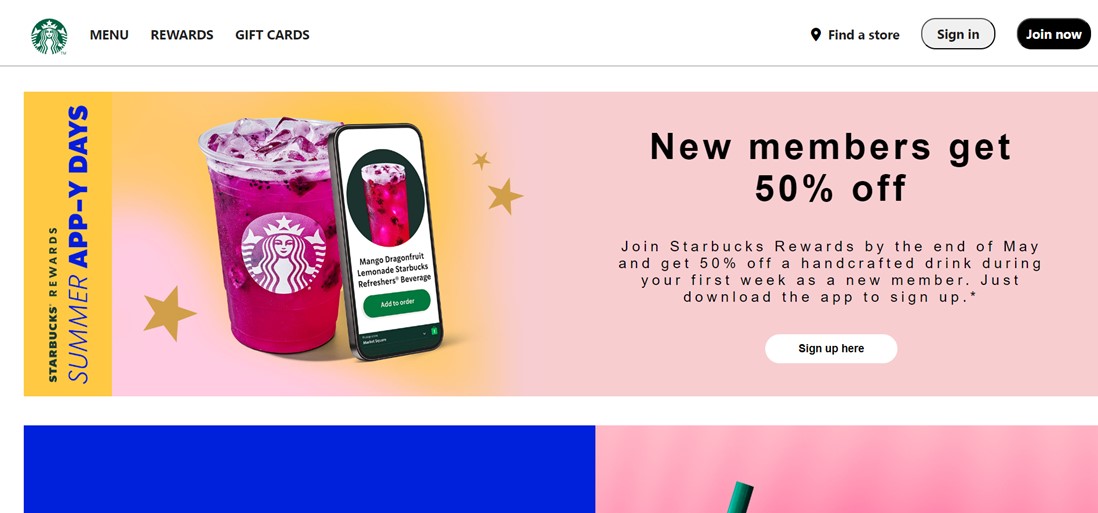 MENU
REWARDS
GIFT CARDS
Find a store
Sign in
Join now
STARBUCKS® REWARDS
SUMMER APP-Y DAYS
Mango Dragonfruit
Lemonade Starbucks
Refreshers® Beverage
Add to order
Market Square
New members get
50% off
Join Starbucks Rewards by the end of May
and get 50% off a handcrafted drink during
your first week as a new member. Just
download the app to sign up.*
Sign up here